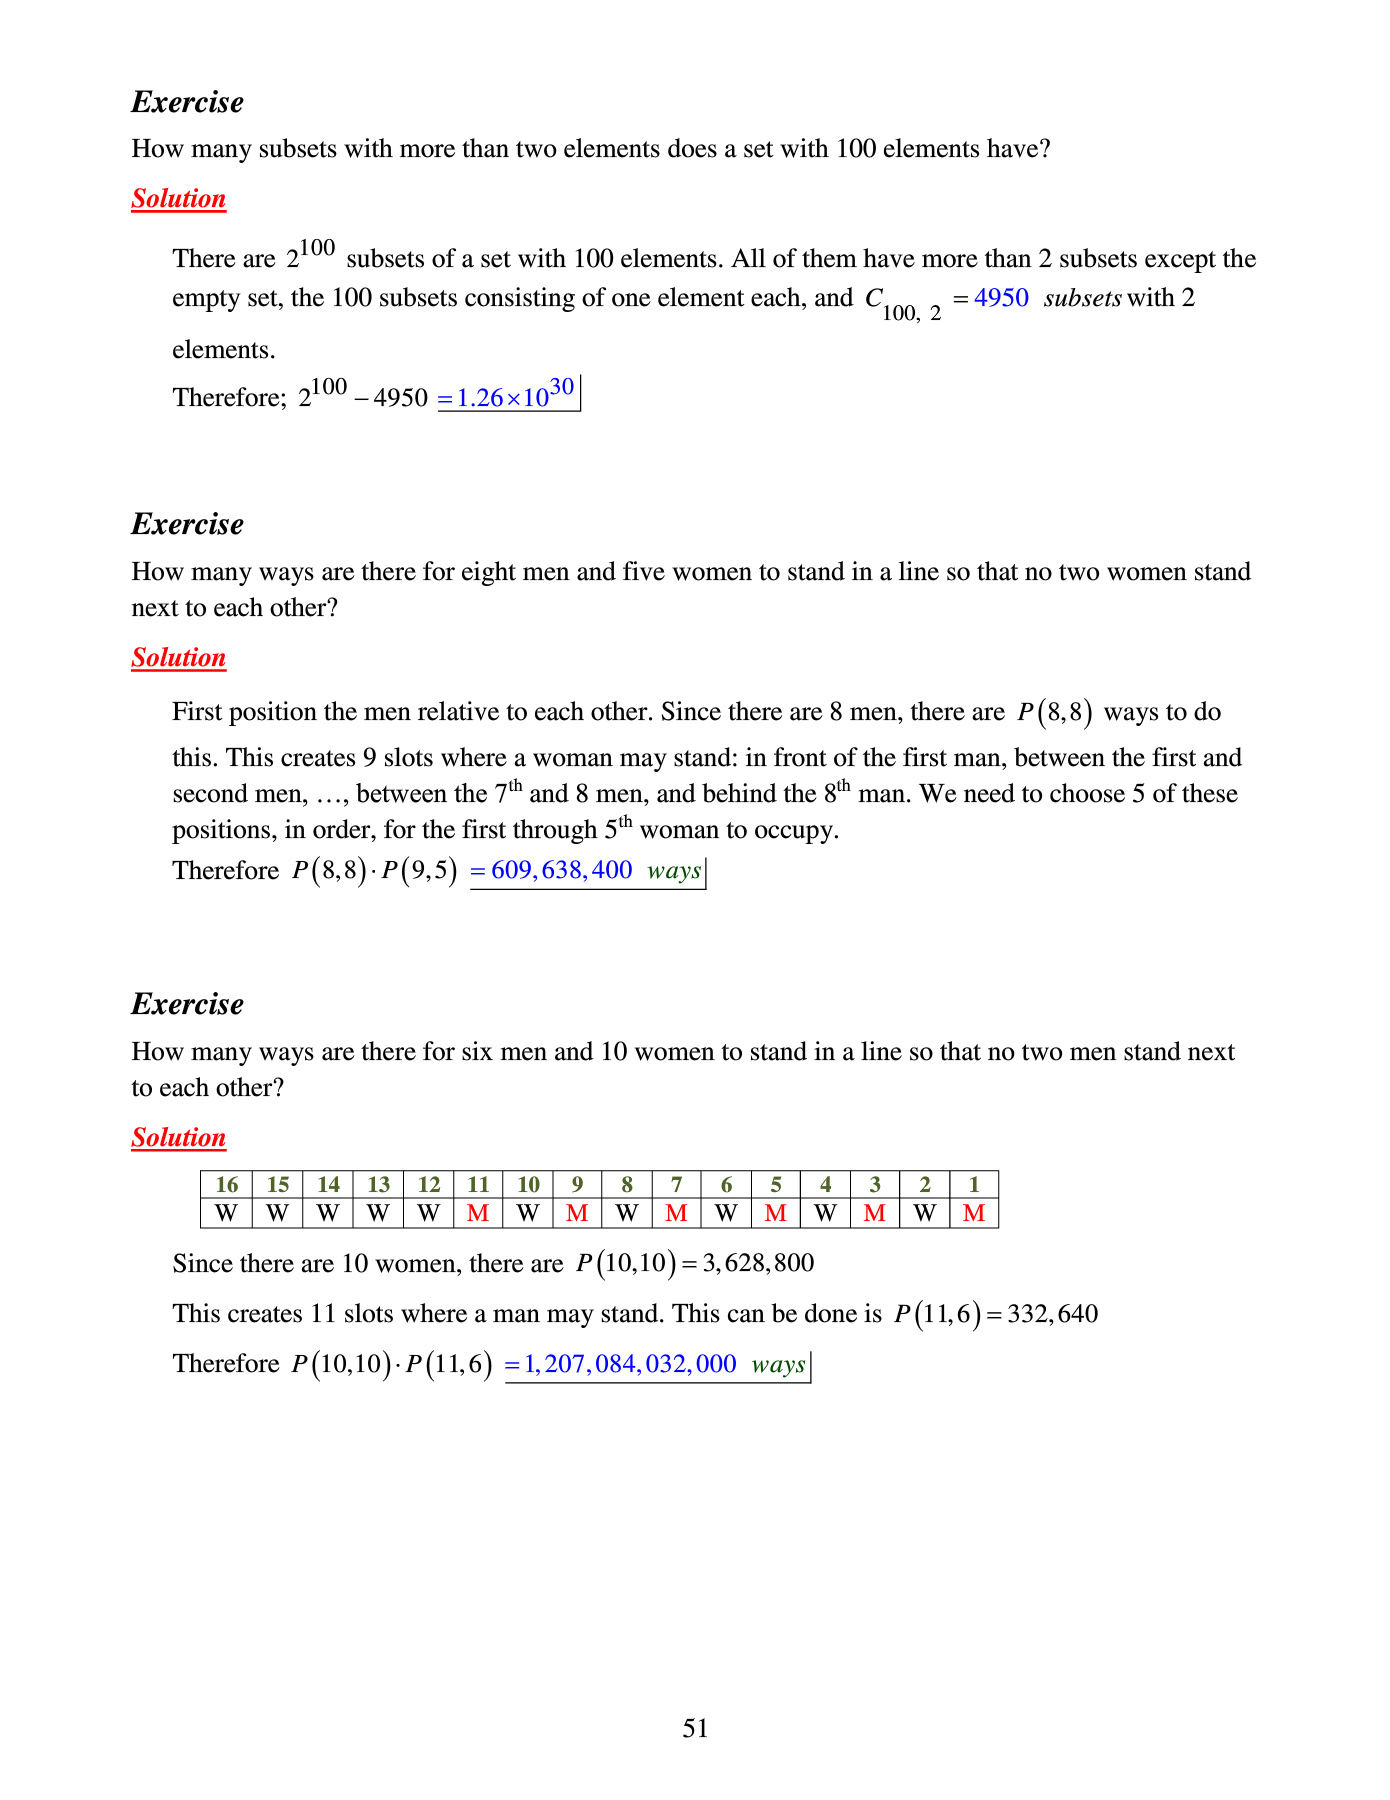 Exercise
How many subsets with more than two elements does a set with 100 elements have?
Solution
There are 2^100 subsets of a set with 100 elements. All of them have more than 2 subsets except the
empty set, the 100 subsets consisting of one element each, and C_{100, 2} = 4950 subsets with 2
elements.
Therefore; 2^100 − 4950 = 1.26×10^30
Exercise
How many ways are there for eight men and five women to stand in a line so that no two women stand
next to each other?
Solution
First position the men relative to each other. Since there are 8 men, there are P(8,8) ways to do
this. This creates 9 slots where a woman may stand: in front of the first man, between the first and
second men, …, between the 7th and 8 men, and behind the 8th man. We need to choose 5 of these
positions, in order, for the first through 5th woman to occupy.
Therefore P(8,8)·P(9,5) = 609,638,400 ways
Exercise
How many ways are there for six men and 10 women to stand in a line so that no two men stand next
to each other?
Solution
16 15 14 13 12 11 10 9 8 7 6 5 4 3 2 1
W W W W W M W M W M W M W M W M
Since there are 10 women, there are P(10,10) = 3,628,800
This creates 11 slots where a man may stand. This can be done is P(11,6) = 332,640
Therefore P(10,10)·P(11,6) = 1,207,084,032,000 ways
51